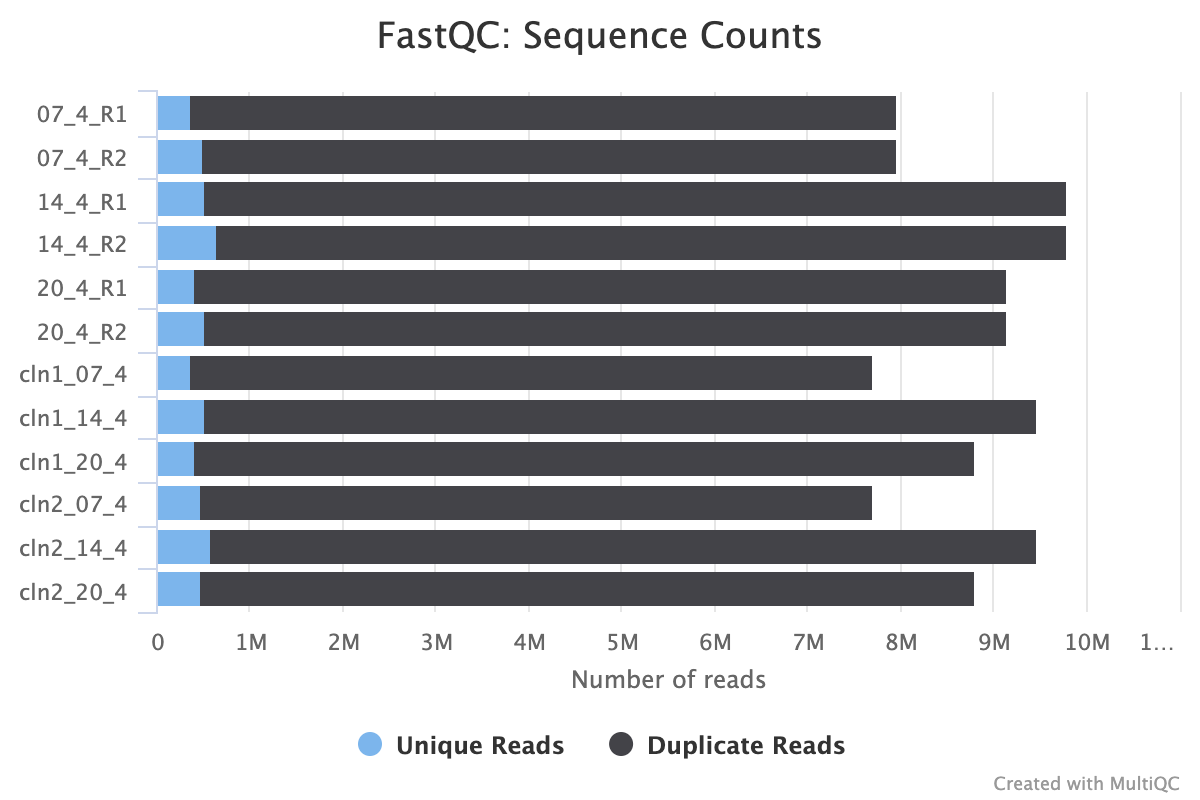 FastQC: Sequence Counts
07_4_R1
07_4_R2
14_4_R1
14_4_R2
20_4_R1
20_4_R2
cln1_07_4
cln1_14_4
cln1_20_4
cln2_07_4
cln2_14_4
cln2_20_4
0 1M 2M 3M 4M 5M 6M 7M 8M 9M 10M 1…
Number of reads
Unique Reads Duplicate Reads
Created with MultiQC